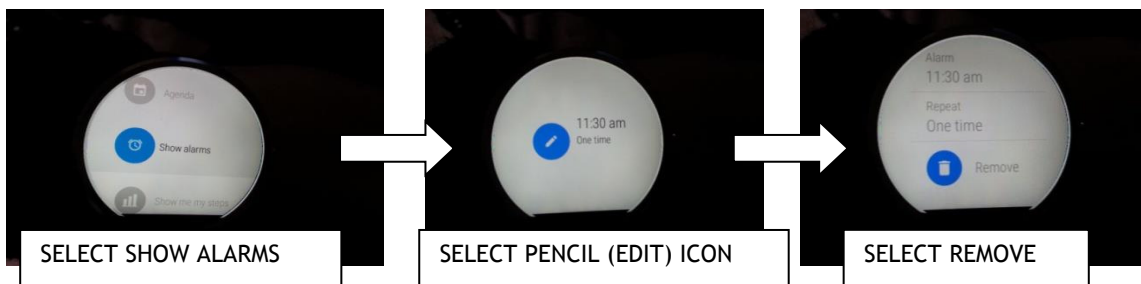 Agenda
Show alarms
Show me my steps
SELECT SHOW ALARMS
11:30 am
One time
SELECT PENCIL (EDIT) ICON
Alarm
11:30 am
Repeat
One time
Remove
SELECT REMOVE